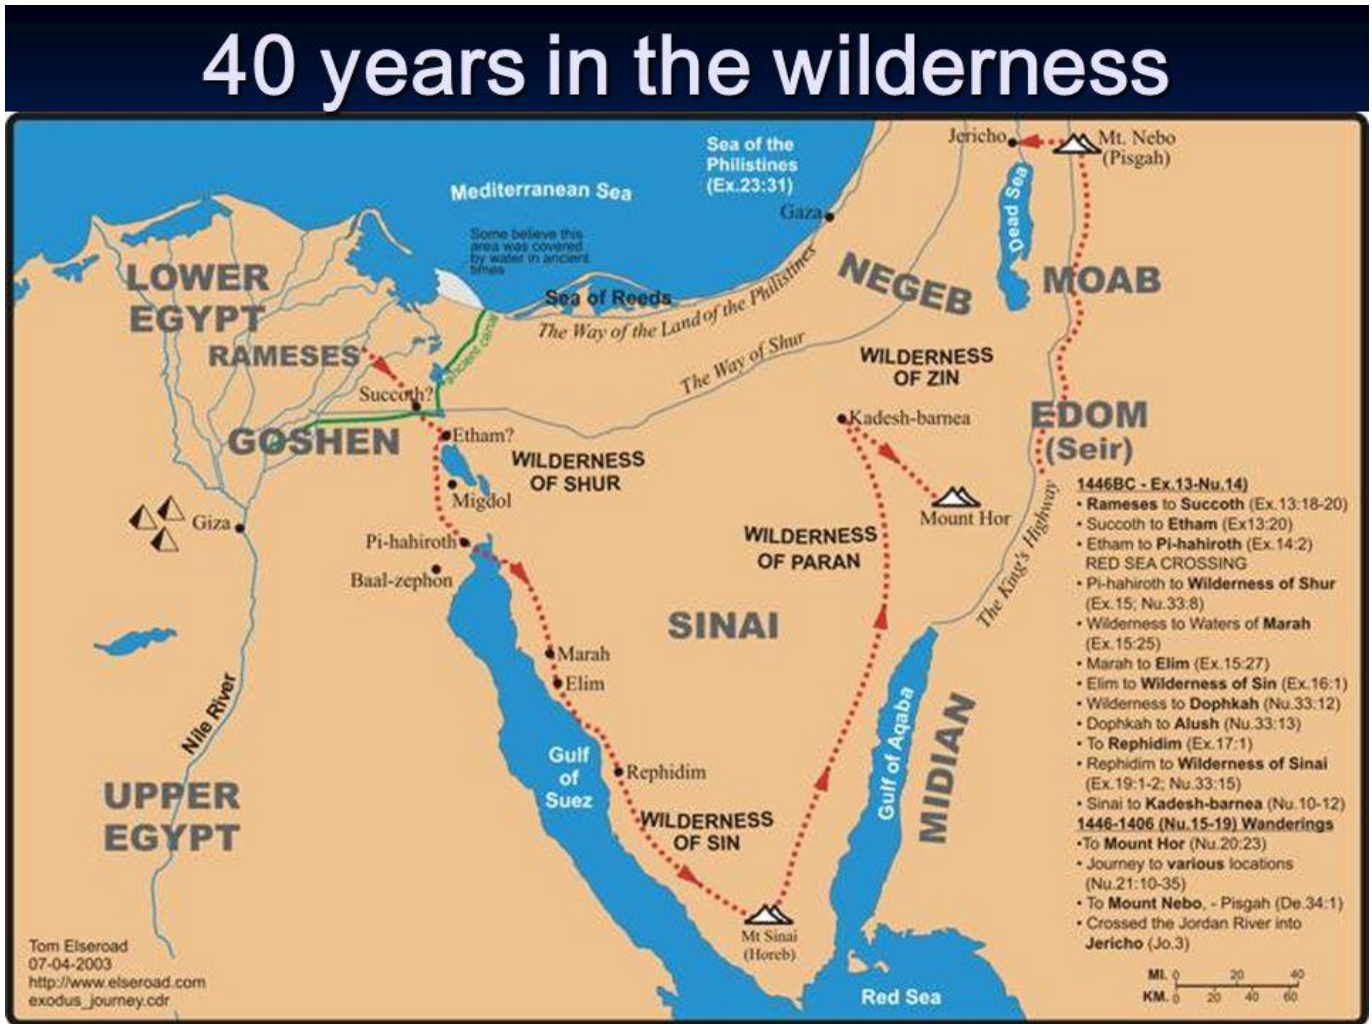 40 years in the wilderness
Sea of the
Philistines
(Ex.23:31)
Jericho
Mt. Nebo
(Pisgah)
Mediterranean Sea
Dead Sea
Gaza
Some believe this
area was covered
by water in ancient
times
LOWER
EGYPT
NEGEB
MOAB
Sea of Reeds
The Way of the Land of the Philistines
RAMESES
ancient canal
The Way of Shur
WILDERNESS
OF ZIN
Succoth?
Kadesh-barnea
EDOM
(Seir)
GOSHEN
Etham?
WILDERNESS
OF SHUR
Migdol
Mount Hor
The King's Highway
Giza
Pi-hahiroth
WILDERNESS
OF PARAN
Baal-zephon
SINAI
Marah
Elim
Nile River
Gulf
of
Suez
Rephidim
Gulf of Aqaba
MIDIAN
UPPER
EGYPT
WILDERNESS
OF SIN
Mt Sinai
(Horeb)
Red Sea
1446BC - Ex.13-Nu.14)
• Rameses to Succoth (Ex.13:18-20)
• Succoth to Etham (Ex13:20)
• Etham to Pi-hahiroth (Ex.14:2)
RED SEA CROSSING
• Pi-hahiroth to Wilderness of Shur
(Ex.15; Nu.33:8)
• Wilderness to Waters of Marah
(Ex.15:25)
• Marah to Elim (Ex.15:27)
• Elim to Wilderness of Sin (Ex.16:1)
• Wilderness to Dophkah (Nu.33:12)
• Dophkah to Alush (Nu.33:13)
• To Rephidim (Ex.17:1)
• Rephidim to Wilderness of Sinai
(Ex.19:1-2; Nu.33:15)
• Sinai to Kadesh-barnea (Nu.10-12)
1446-1406 (Nu.15-19) Wanderings
•To Mount Hor (Nu.20:23)
• Journey to various locations
(Nu.21:10-35)
• To Mount Nebo, - Pisgah (De.34:1)
• Crossed the Jordan River into
Jericho (Jo.3)
MI. 0 20 40
KM. 0 20 40 60
Tom Elseroad
07-04-2003
http://www.elseroad.com
exodus_journey.cdr